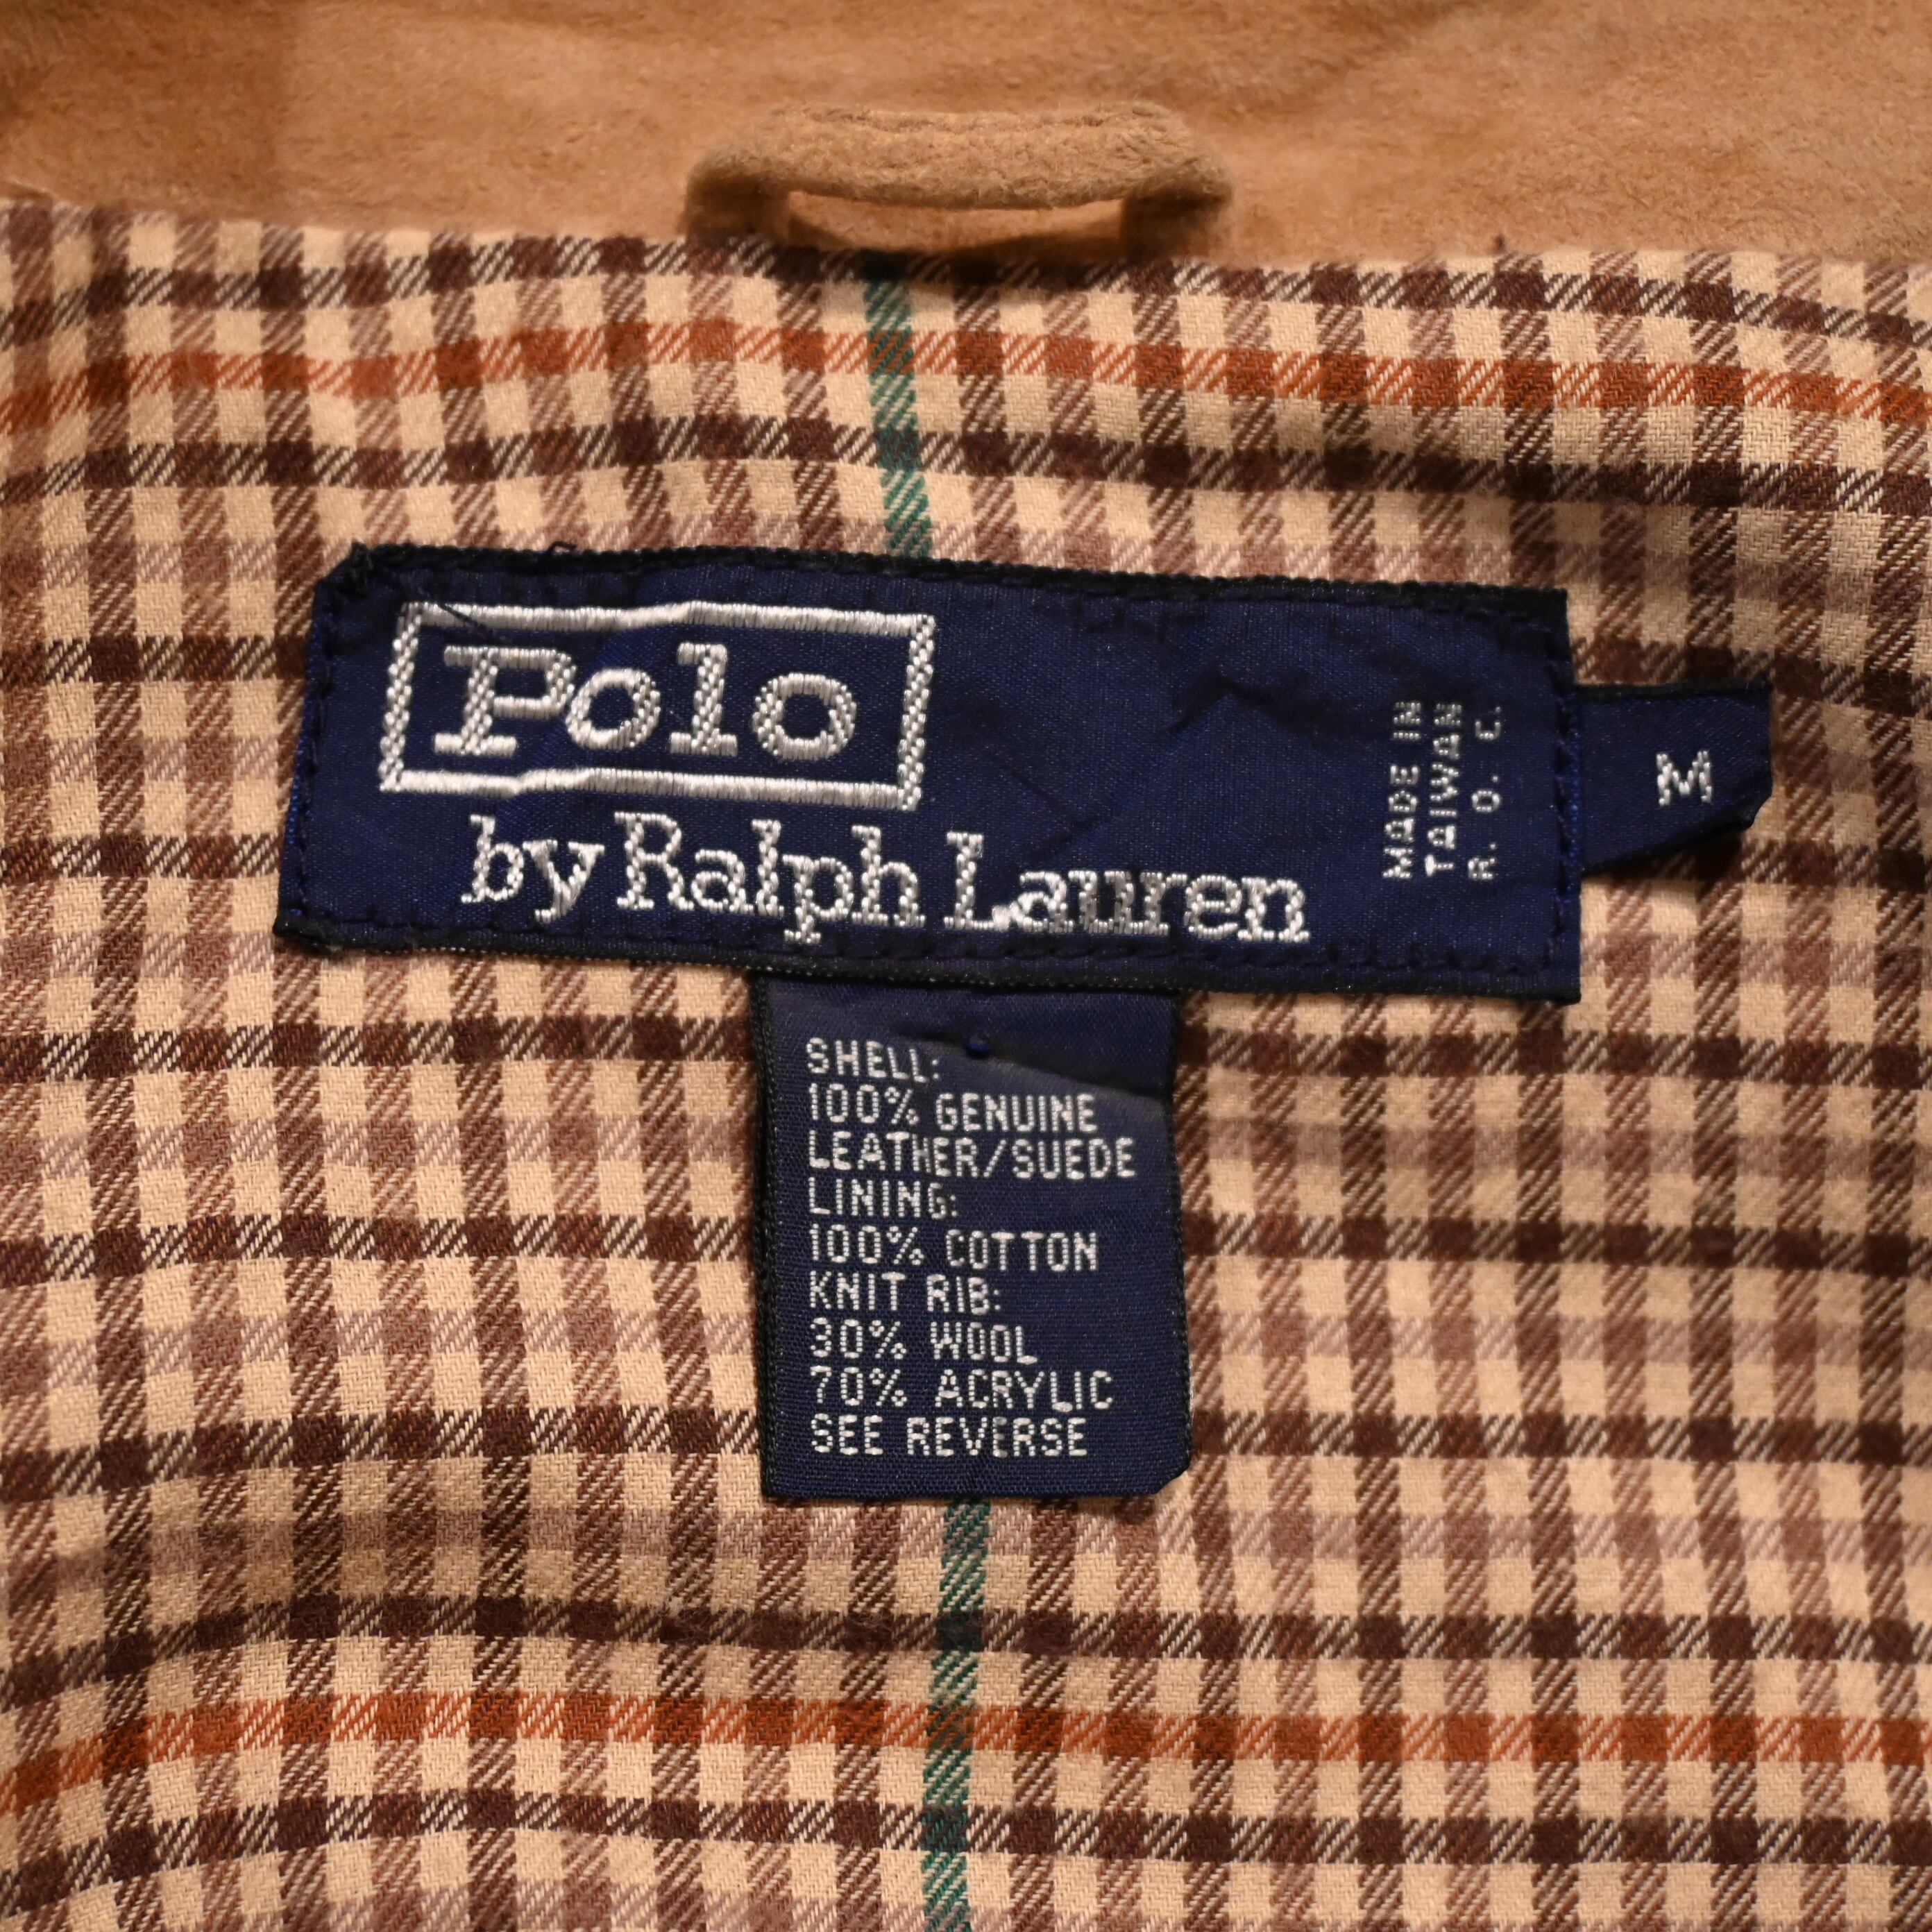 Polo
by Ralph Lauren
MADE IN
TAIWAN
R. O. C.
M
SHELL:
100% GENUINE
LEATHER/SUEDE
LINING:
100% COTTON
KNIT RIB:
30% WOOL
70% ACRYLIC
SEE REVERSE